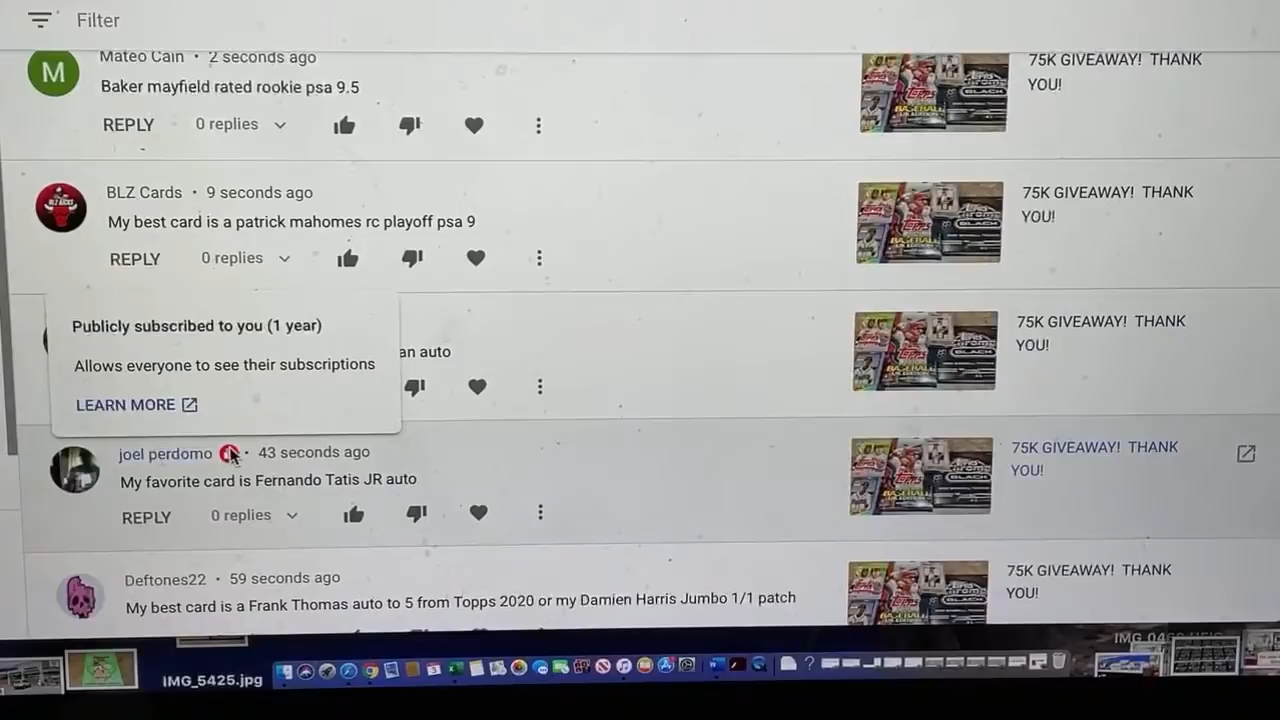 Filter
Mateo Cain • 2 seconds ago
75K GIVEAWAY! THANK
YOU!
Baker mayfield rated rookie psa 9.5
REPLY 0 replies
BLZ Cards • 9 seconds ago
75K GIVEAWAY! THANK
YOU!
My best card is a patrick mahomes rc playoff psa 9
REPLY 0 replies
Publicly subscribed to you (1 year)
Allows everyone to see their subscriptions
LEARN MORE
an auto
75K GIVEAWAY! THANK
YOU!
joel perdomo • 43 seconds ago
75K GIVEAWAY! THANK
YOU!
My favorite card is Fernando Tatis JR auto
REPLY 0 replies
Deftones22 • 59 seconds ago
75K GIVEAWAY! THANK
YOU!
My best card is a Frank Thomas auto to 5 from Topps 2020 or my Damien Harris Jumbo 1/1 patch
IMG_5425.jpg